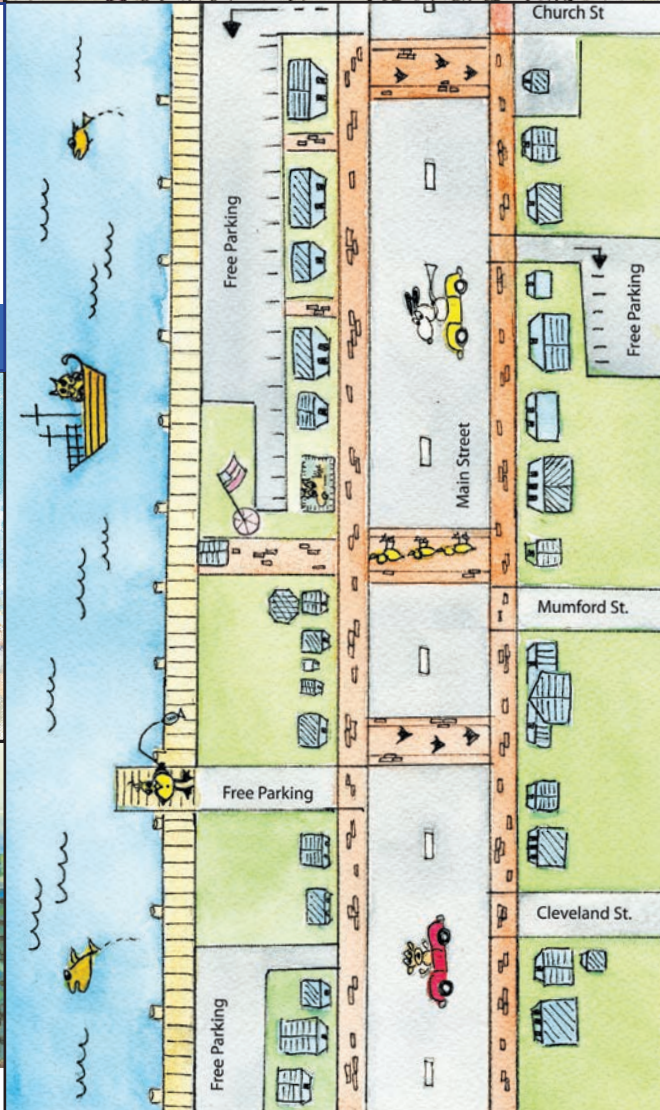 Church St
Free Parking
Free Parking
Main Street
Mumford St.
Free Parking
Cleveland St.
Free Parking